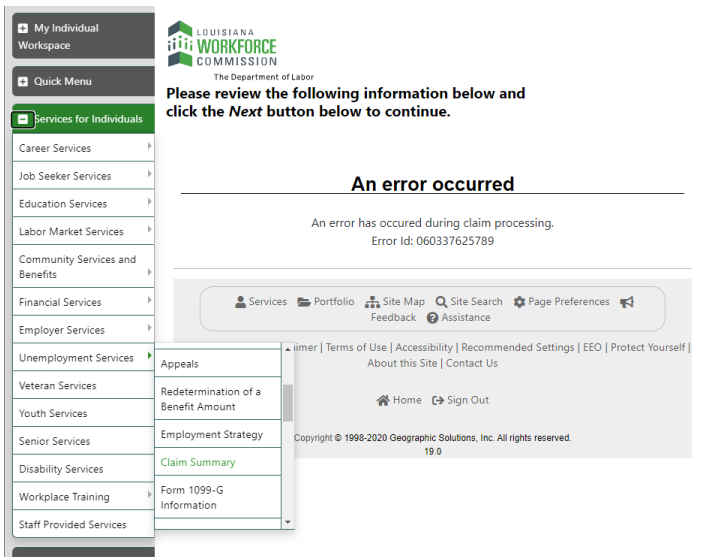 My Individual
Workspace
Quick Menu
Services for Individuals
Career Services
Job Seeker Services
Education Services
Labor Market Services
Community Services and
Benefits
Financial Services
Employer Services
Unemployment Services
Veteran Services
Youth Services
Senior Services
Disability Services
Workplace Training
Staff Provided Services
Appeals
Redetermination of a
Benefit Amount
Employment Strategy
Claim Summary
Form 1099-G
Information
LOUISIANA
WORKFORCE
COMMISSION
The Department of Labor
Please review the following information below and
click the Next button below to continue.
An error occurred
An error has occured during claim processing.
Error Id: 060337625789
Services Portfolio Site Map Site Search Page Preferences
Feedback Assistance
| Terms of Use | Accessibility | Recommended Settings | EEO | Protect Yourself |
About this Site | Contact Us
Home Sign Out
Copyright © 1998-2020 Geographic Solutions, Inc. All rights reserved.
19.0